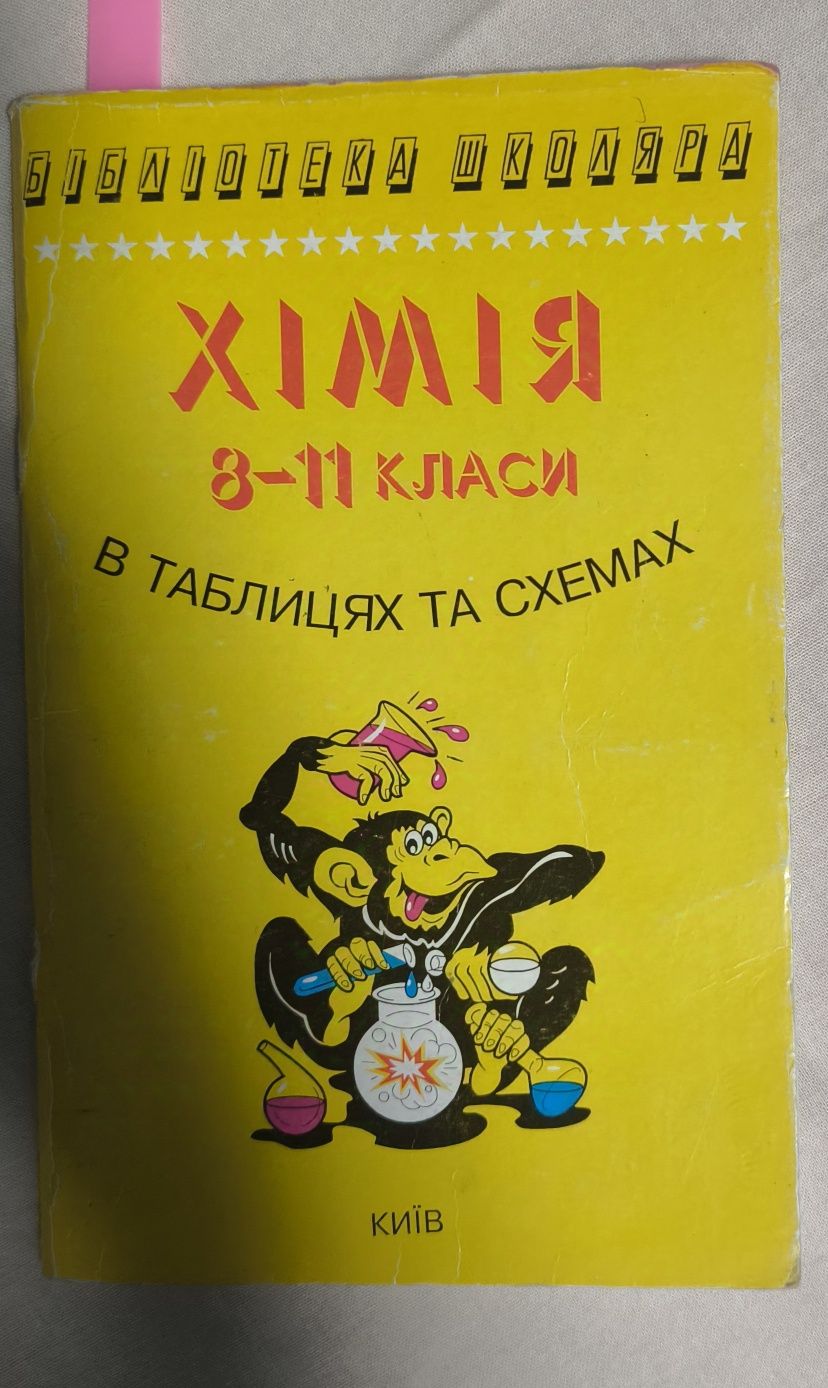 БІБЛІОТЕКА ШКОЛЯРА
ХІМІЯ
8-11 КЛАСИ
В ТАБЛИЦЯХ ТА СХЕМАХ
КИЇВ